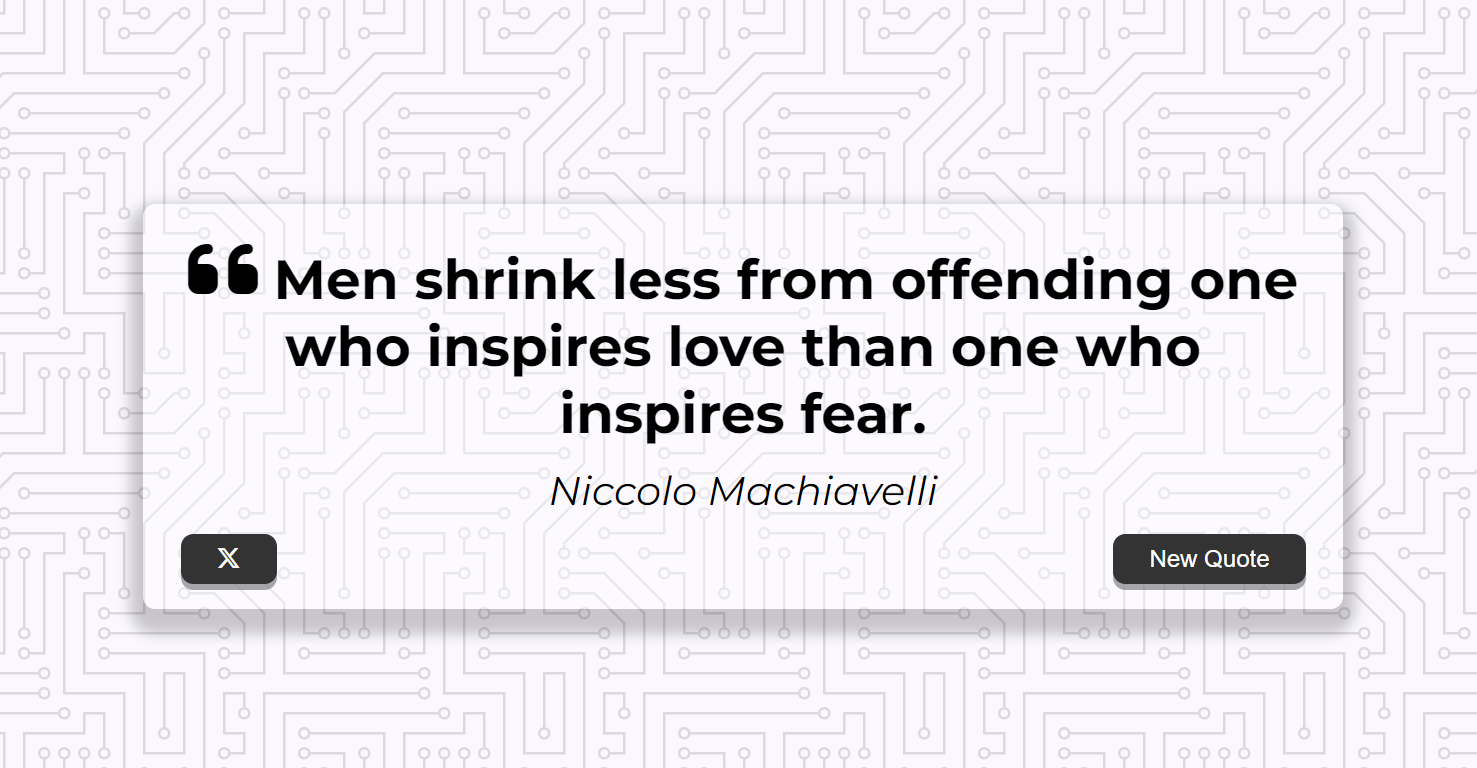 “ Men shrink less from offending one
who inspires love than one who
inspires fear.
Niccolo Machiavelli
X
New Quote